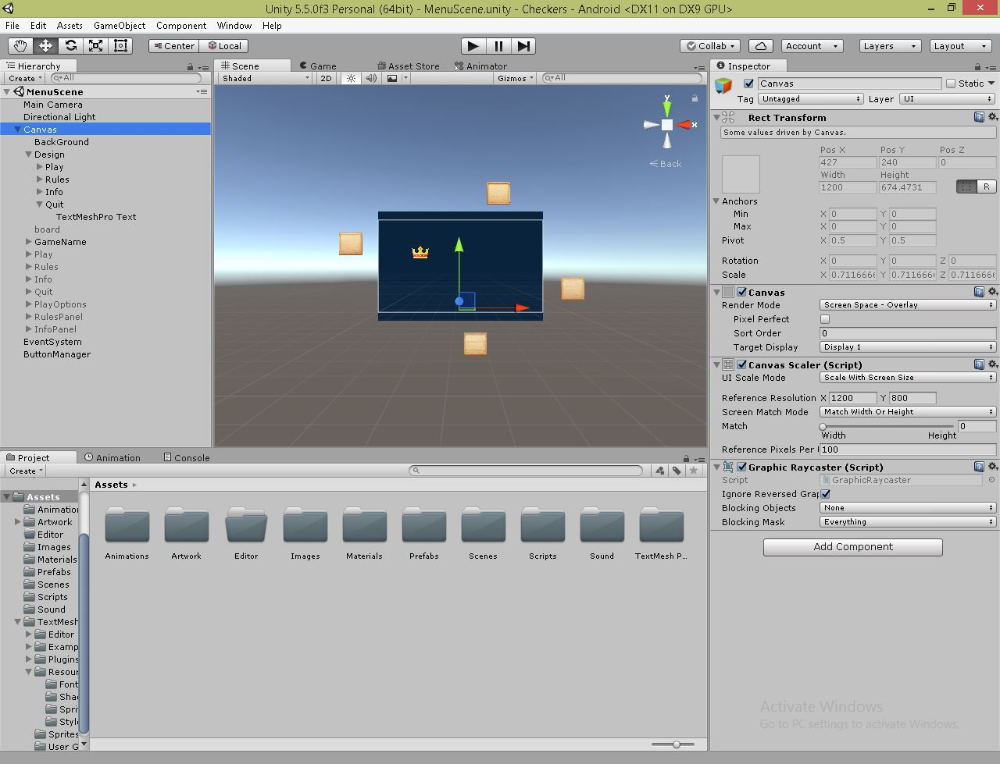 Unity 5.5.0f3 Personal (64bit) - MenuScene.unity - Checkers - Android <DX11 on DX9 GPU>
File Edit Assets GameObject Component Window Help
Center Local Collab Account Layers Layout
Hierarchy
Create All
MenuScene
Main Camera
Directional Light
Canvas
BackGround
Design
Play
Rules
Info
Quit
TextMeshPro Text
board
GameName
Play
Rules
Info
Quit
PlayOptions
RulesPanel
InfoPanel
EventSystem
ButtonManager
Scene Game Asset Store Animator
Shaded 2D Gizmos All
y
x
Back
Inspector
Canvas Static
Tag Untagged Layer UI
Rect Transform
Some values driven by Canvas.
Pos X Pos Y Pos Z
427 240 0
Width Height
1200 674.4731 R
Anchors
Min X 0 Y 0
Max X 0 Y 0
Pivot X 0.5 Y 0.5
Rotation X 0 Y 0 Z 0
Scale X 0.711666 Y 0.71166 Z 0.711666
Canvas
Render Mode Screen Space - Overlay
Pixel Perfect
Sort Order 0
Target Display Display 1
Canvas Scaler (Script)
UI Scale Mode Scale With Screen Size
Reference Resolution X 1200 Y 800
Screen Match Mode Match Width Or Height
Match 0
Width Height
Reference Pixels Per 100
Graphic Raycaster (Script)
Script GraphicRaycaster
Ignore Reversed Grap
Blocking Objects None
Blocking Mask Everything
Add Component
Project Animation Console
Create
Assets
Animation
Artwork
Editor
Images
Materials
Prefabs
Scenes
Scripts
Sound
TextMesh
Editor
Examp
Plugins
Resour
Font
Sha
Spri
Style
Sprites
User G
Assets
Animations Artwork Editor Images Materials Prefabs Scenes Scripts Sound TextMesh P...
Activate Windows
Go to PC settings to activate Windows.